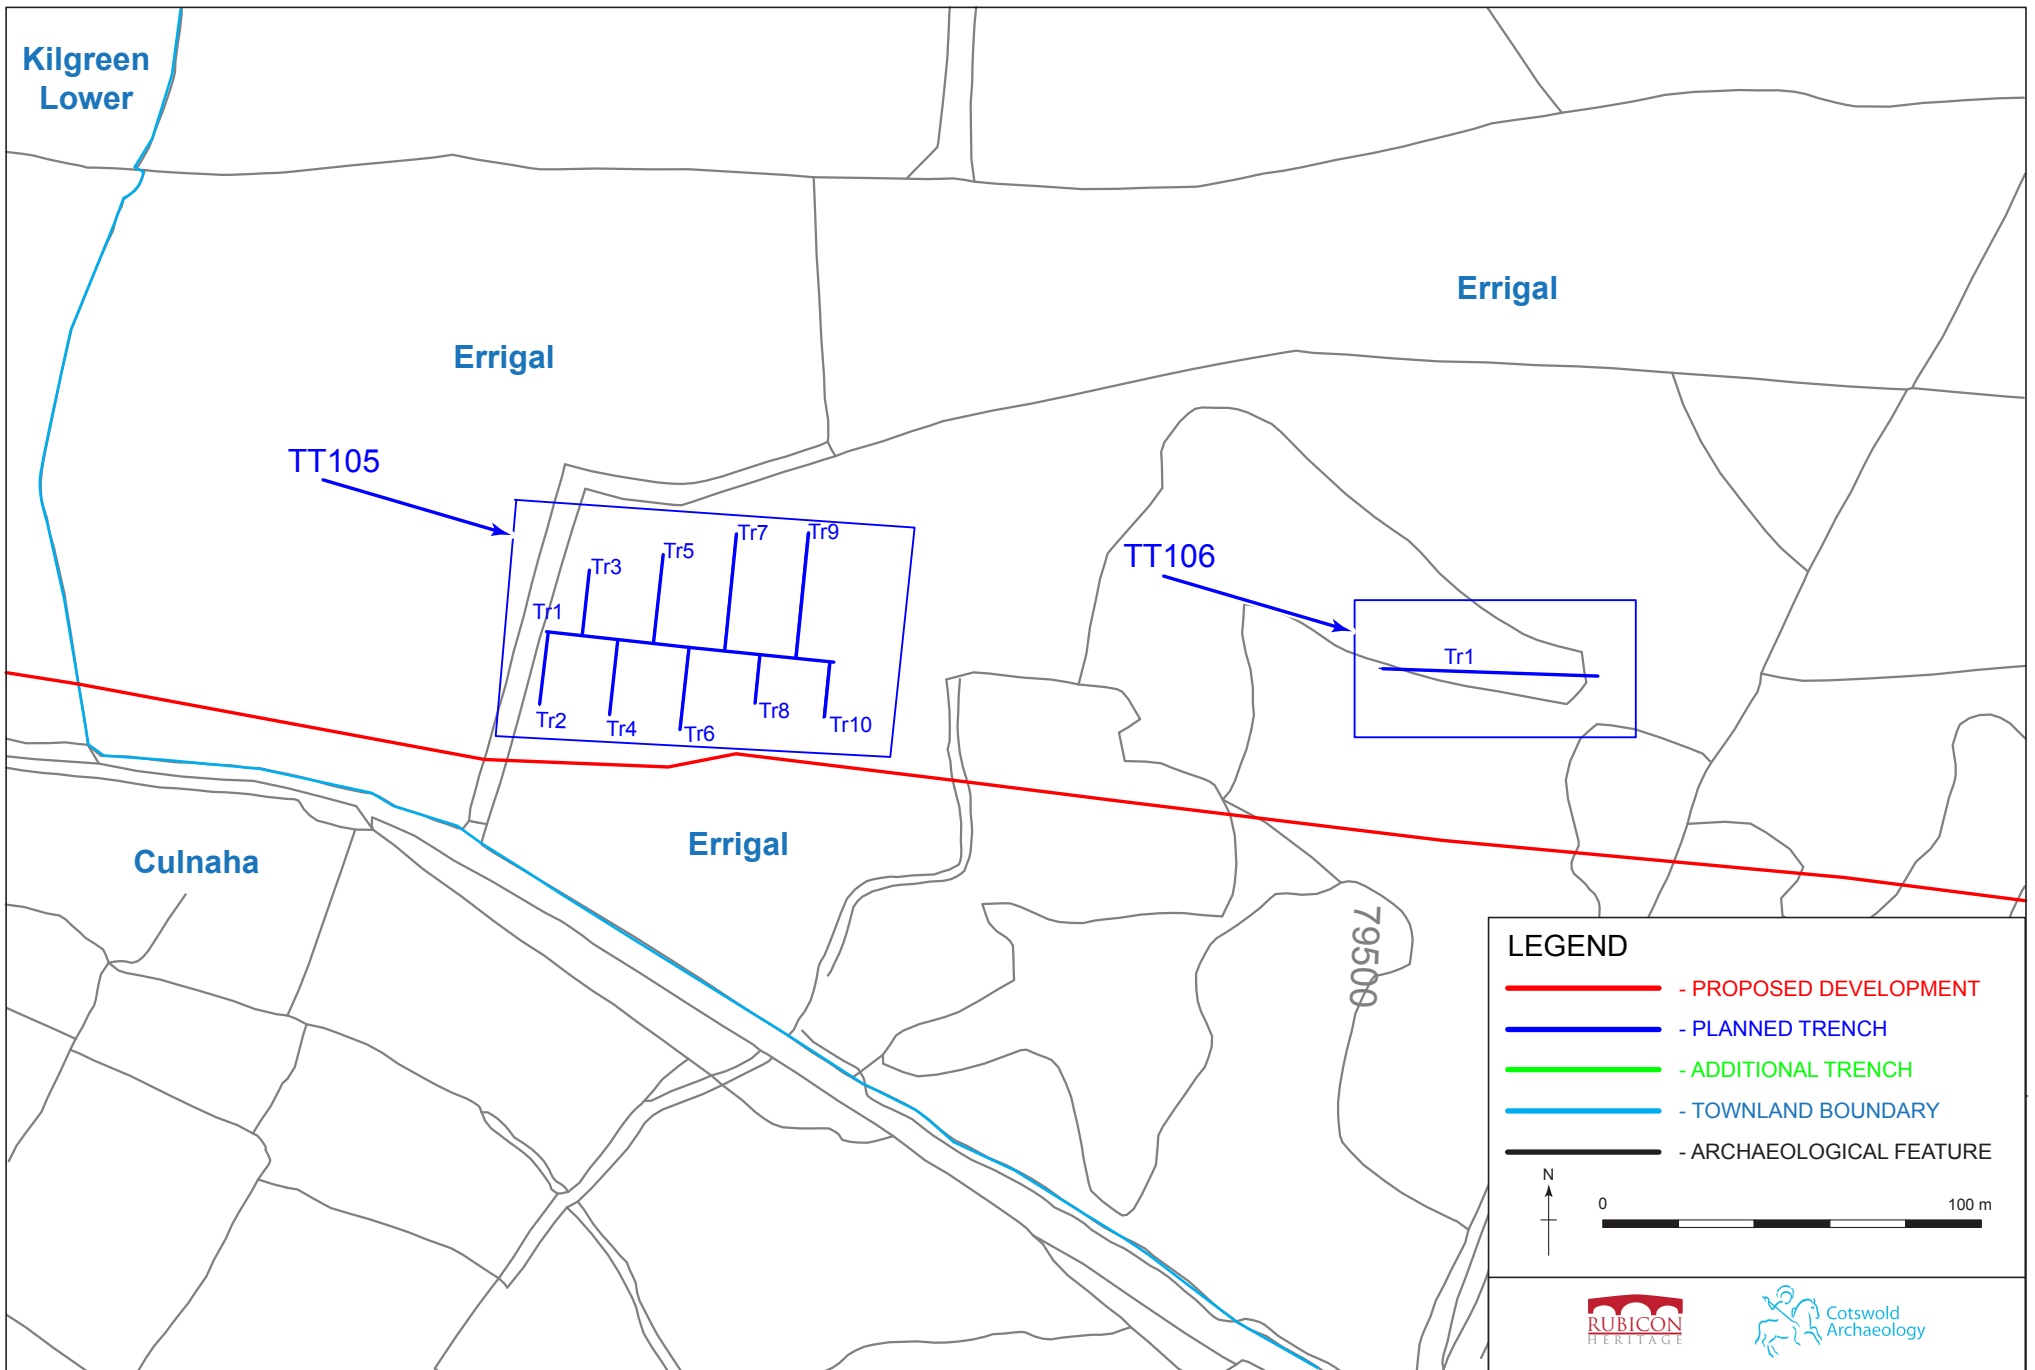 Kilgreen
Lower
Errigal
Errigal
TT105
Tr7
Tr9
Tr5
Tr3
TT106
Tr1
Tr1
Tr2
Tr4
Tr6
Tr8
Tr10
Errigal
Culnaha
79500
LEGEND
- PROPOSED DEVELOPMENT
- PLANNED TRENCH
- ADDITIONAL TRENCH
- TOWNLAND BOUNDARY
- ARCHAEOLOGICAL FEATURE
N
0
100 m
RUBICON
HERITAGE
Cotswold
Archaeology